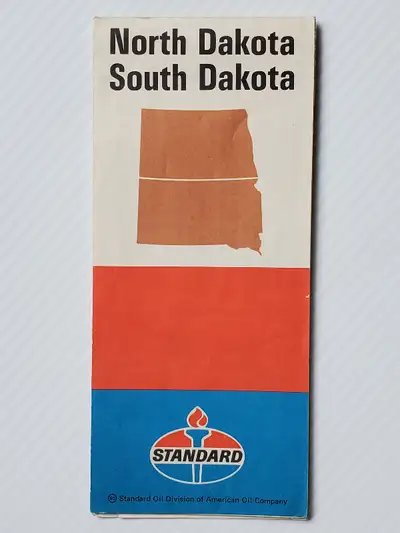 North Dakota
South Dakota
STANDARD
Standard Oil Division of American Oil Company